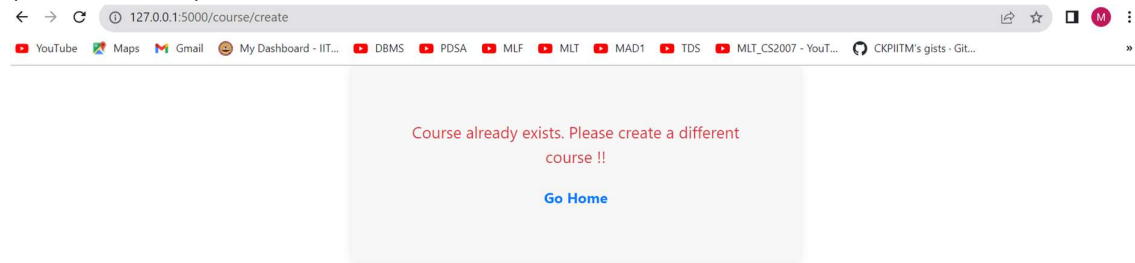 127.0.0.1:5000/course/create
M
YouTube Maps Gmail My Dashboard - IIT... DBMS PDSA MLF MLT MAD1 TDS MLT_CS2007 - YouT... CKPIITM's gists · Git... »
Course already exists. Please create a different
course !!
Go Home